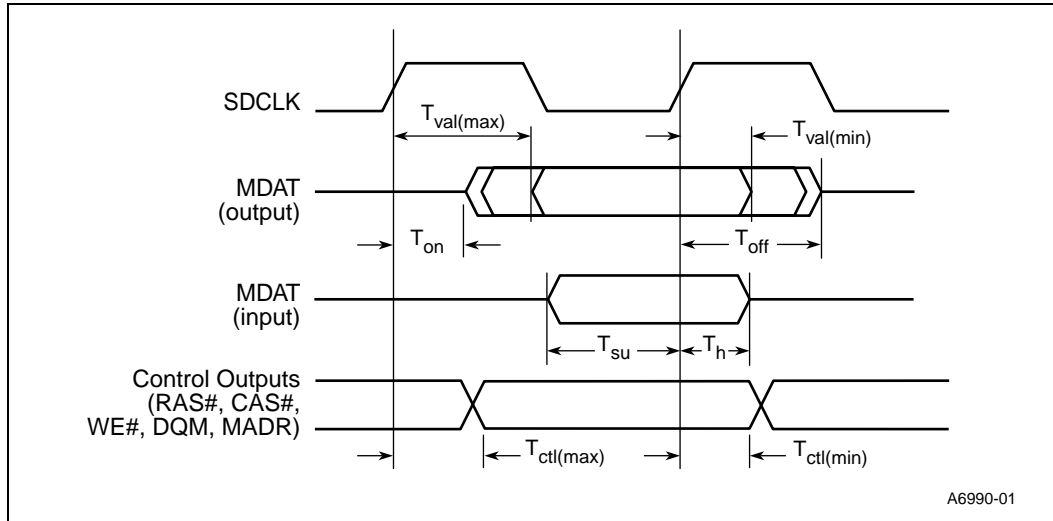 SDCLK
Tval(max)
Tval(min)
MDAT
(output)
Ton
Toff
MDAT
(input)
Tsu
Th
Control Outputs
(RAS#, CAS#,
WE#, DQM, MADR)
Tctl(max)
Tctl(min)
A6990-01